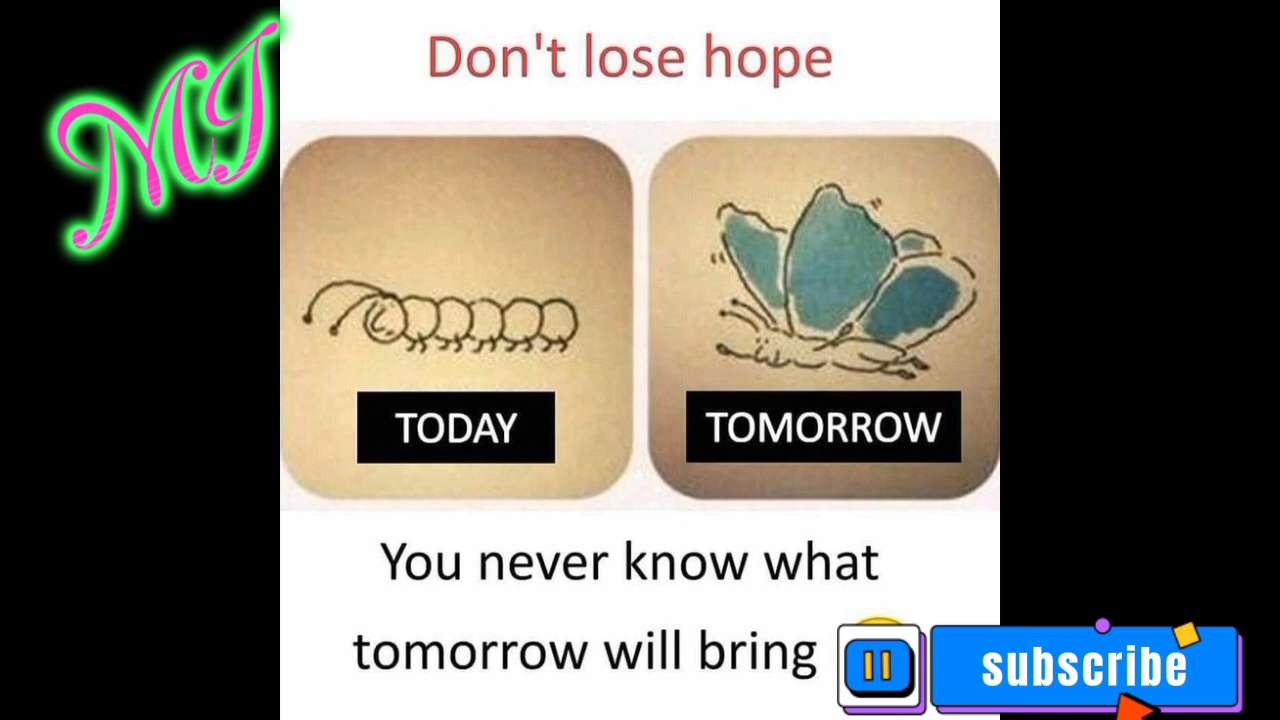 MJ
Don't lose hope
TODAY
TOMORROW
You never know what
tomorrow will bring
subscribe